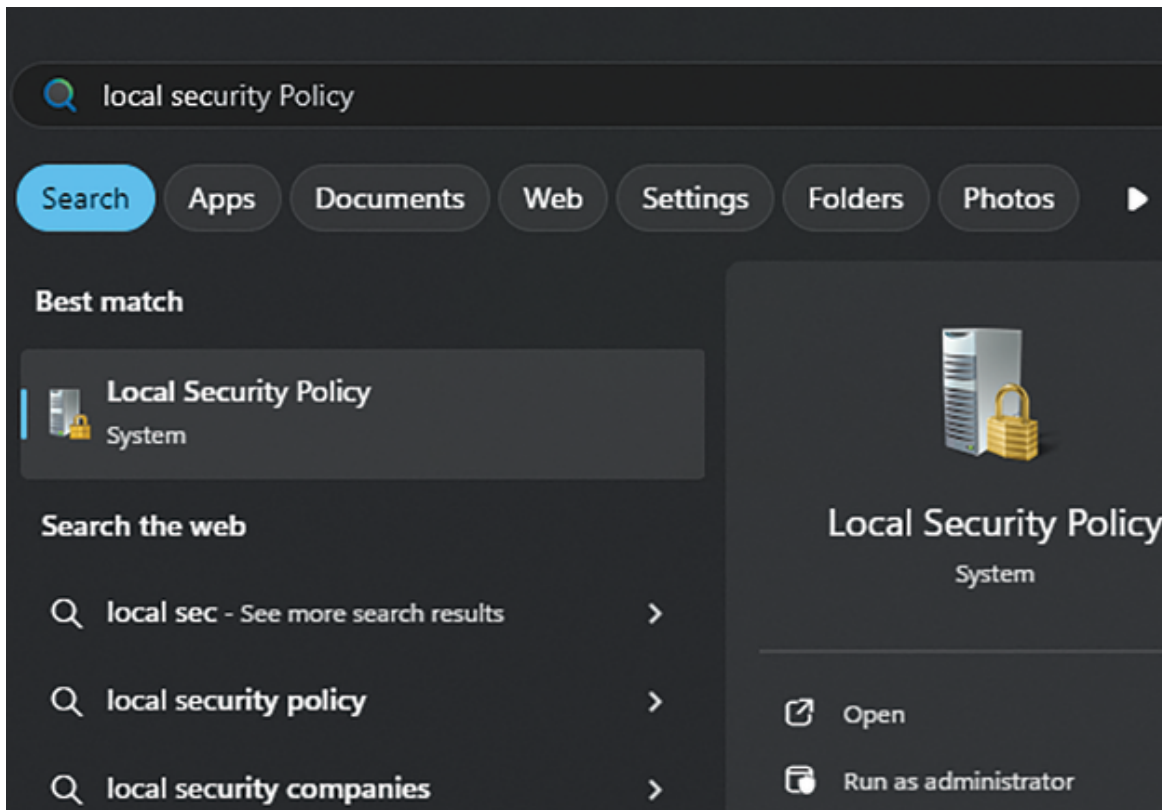 local security Policy
Search Apps Documents Web Settings Folders Photos
Best match
Local Security Policy
System
Search the web
local sec - See more search results
local security policy
local security companies
Local Security Policy
System
Open
Run as administrator